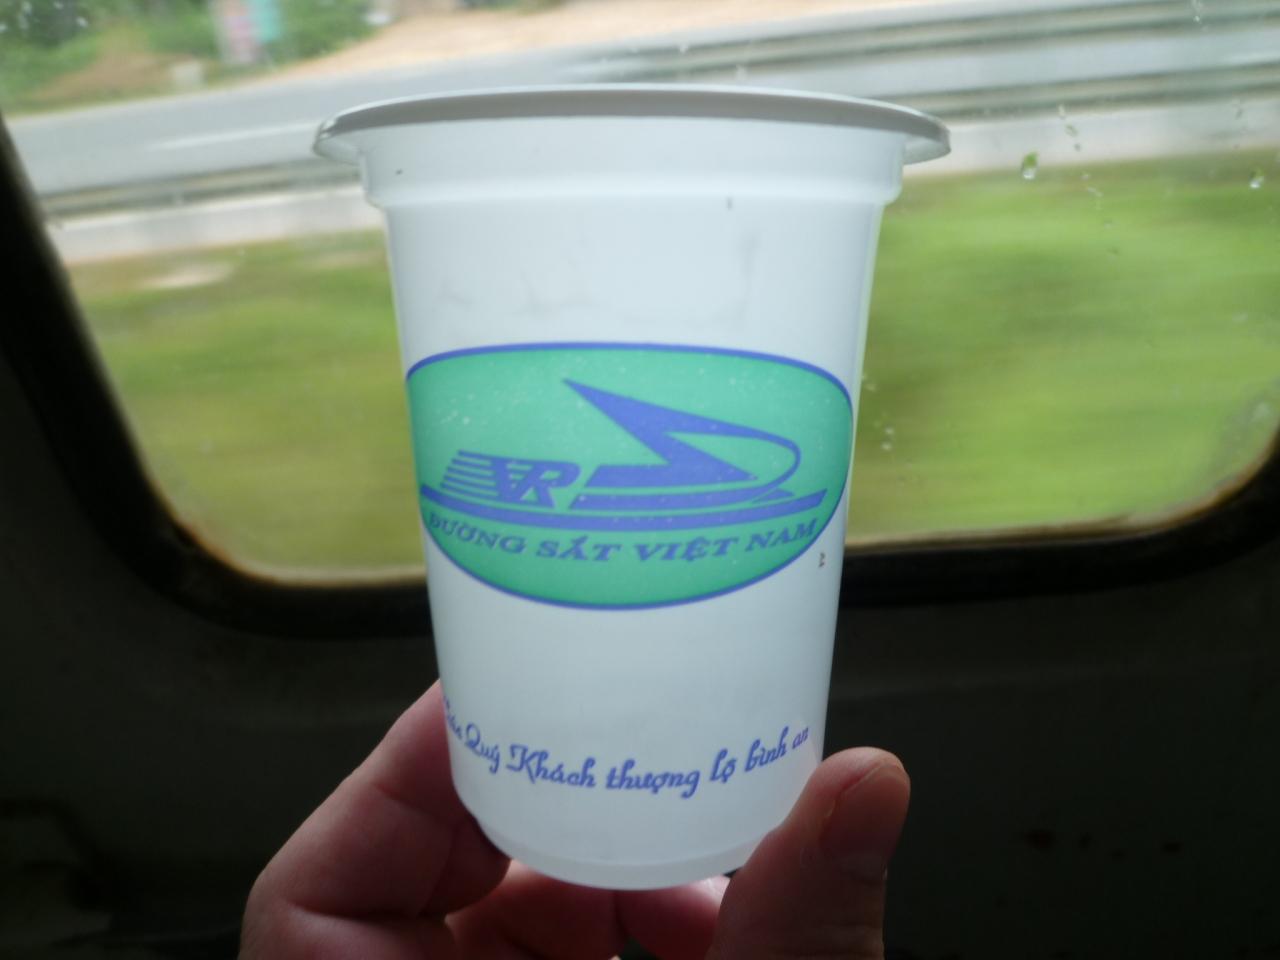 VR
ĐƯỜNG SẮT VIỆT NAM
Quý Khách thượng lộ bình an